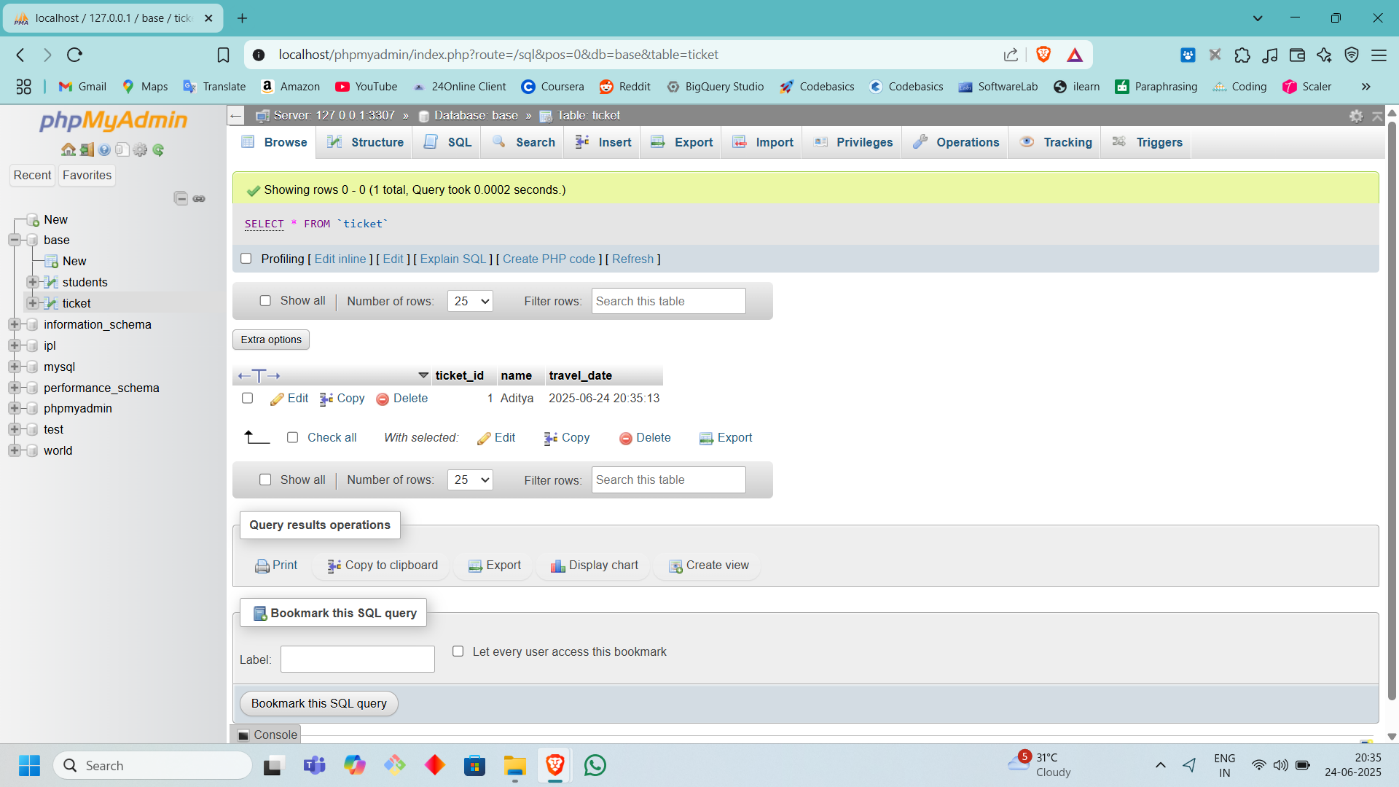 localhost / 127.0.0.1 / base / tick
localhost/phpmyadmin/index.php?route=/sql&pos=0&db=base&table=ticket
Gmail Maps Translate Amazon YouTube 24Online Client Coursera Reddit BigQuery Studio Codebasics Codebasics SoftwareLab ilearn Paraphrasing Coding Scaler
phpMyAdmin
Recent Favorites
New
base
New
students
ticket
information_schema
ipl
mysql
performance_schema
phpmyadmin
test
world
Server: 127.0.0.1:3307 » Database: base » Table: ticket
Browse Structure SQL Search Insert Export Import Privileges Operations Tracking Triggers
Showing rows 0 - 0 (1 total, Query took 0.0002 seconds.)
SELECT * FROM `ticket`
Profiling [ Edit inline ] [ Edit ] [ Explain SQL ] [ Create PHP code ] [ Refresh ]
Show all Number of rows: 25 Filter rows: Search this table
Extra options
ticket_id name travel_date
Edit Copy Delete 1 Aditya 2025-06-24 20:35:13
Check all With selected: Edit Copy Delete Export
Show all Number of rows: 25 Filter rows: Search this table
Query results operations
Print Copy to clipboard Export Display chart Create view
Bookmark this SQL query
Label: Let every user access this bookmark
Bookmark this SQL query
Console
Search
5 31°C
Cloudy
ENG
IN
20:35
24-06-2025